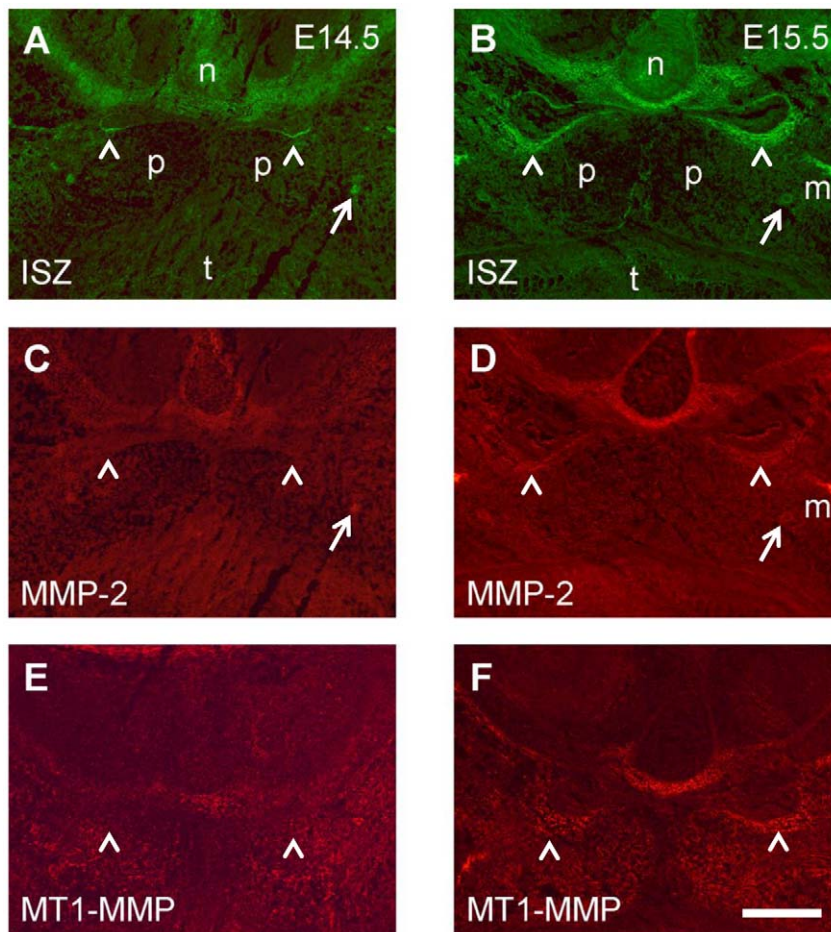 A E14.5
n
p p
ISZ t
B E15.5
n
p p m
ISZ t
C
MMP-2
D
m
MMP-2
E
MT1-MMP
F
MT1-MMP